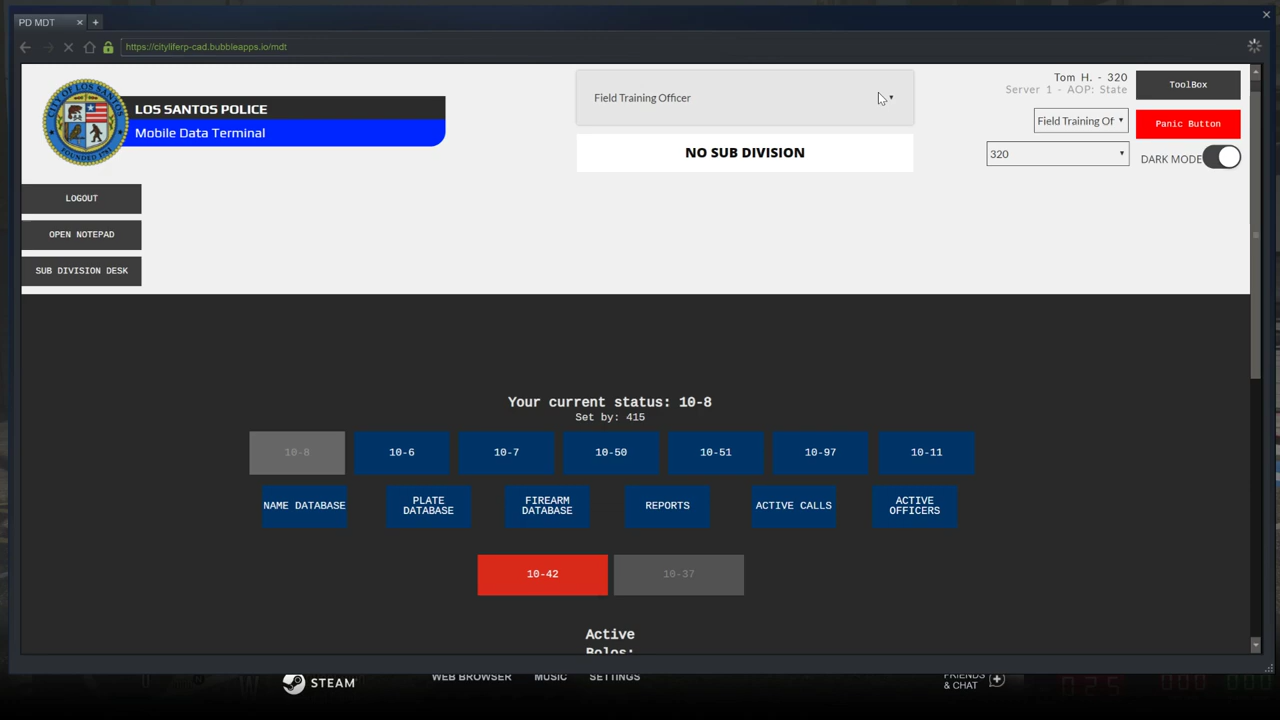 PD MDT
https://cityliferp-cad.bubbleapps.io/mdt
CITY OF LOS SANTOS
LOS SANTOS POLICE
Mobile Data Terminal
Field Training Officer
NO SUB DIVISION
Tom H. - 320
Server 1 - AOP: State
Field Training Of
320
ToolBox
Panic Button
DARK MODE
LOGOUT
OPEN NOTEPAD
SUB DIVISION DESK
Your current status: 10-8
Set by: 415
10-8
10-6
10-7
10-50
10-51
10-97
10-11
NAME DATABASE
PLATE
DATABASE
FIREARM
DATABASE
REPORTS
ACTIVE CALLS
ACTIVE
OFFICERS
10-42
10-37
Active
Bolos:
STEAM
WEB BROWSER
MUSIC
SETTINGS
FRIENDS
& CHAT